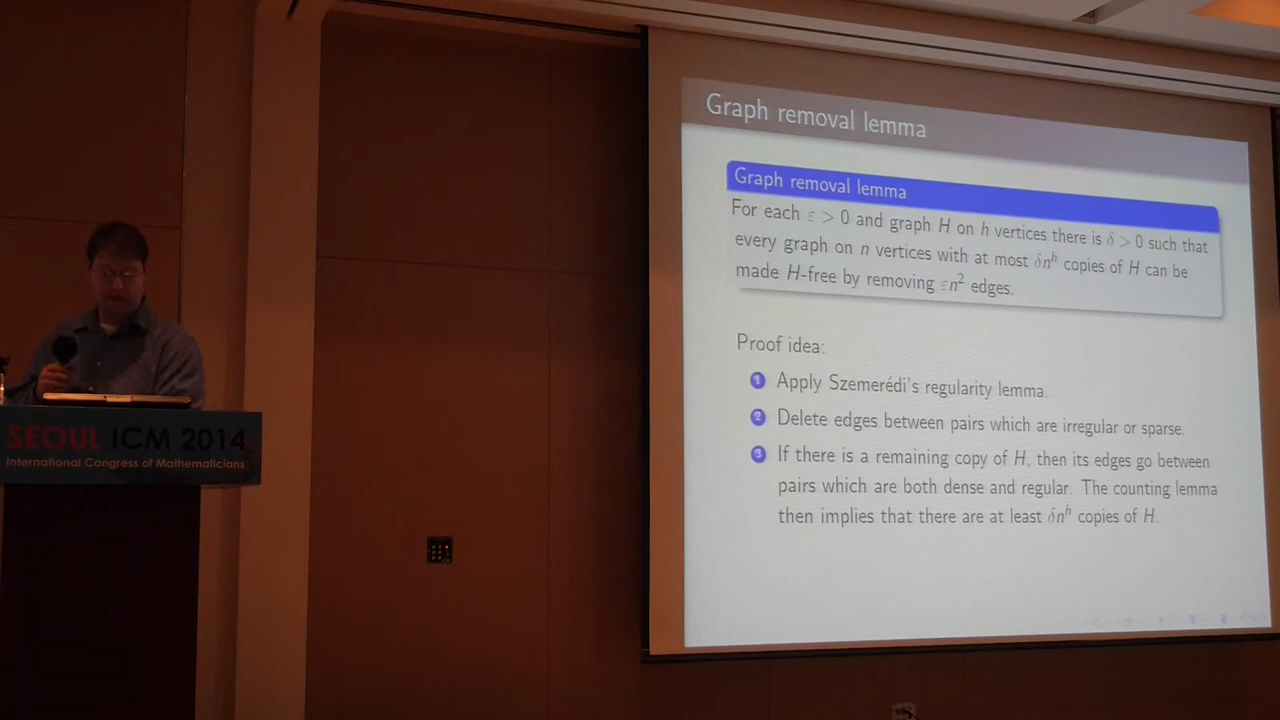 Graph removal lemma
Graph removal lemma
For each ε > 0 and graph H on h vertices there is δ > 0 such that
every graph on n vertices with at most δnʰ copies of H can be
made H-free by removing εn² edges.
Proof idea:
1 Apply Szemerédi's regularity lemma.
2 Delete edges between pairs which are irregular or sparse.
3 If there is a remaining copy of H, then its edges go between
pairs which are both dense and regular. The counting lemma
then implies that there are at least δnʰ copies of H.
SEOUL ICM 2014
International Congress of Mathematicians